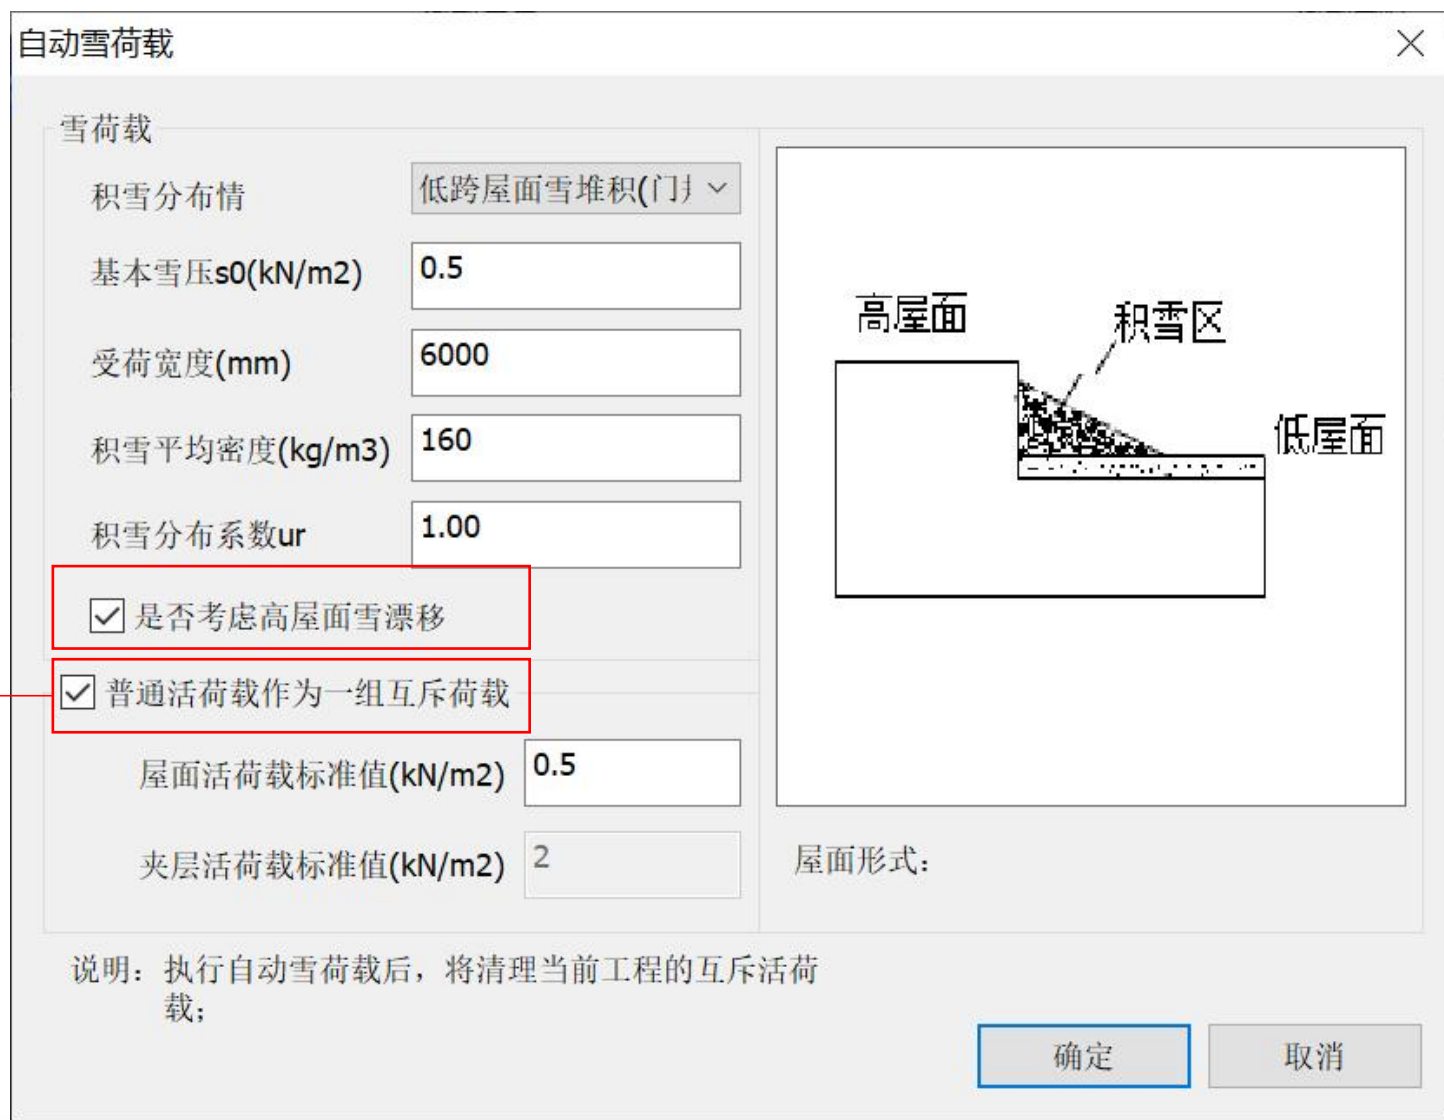 自动雪荷载
雪荷载
积雪分布情
低跨屋面雪堆积(门
基本雪压s0(kN/m2)
0.5
受荷宽度(mm)
6000
积雪平均密度(kg/m3)
160
积雪分布系数ur
1.00
是否考虑高屋面雪漂移
普通活荷载作为一组互斥荷载
屋面活荷载标准值(kN/m2)
0.5
夹层活荷载标准值(kN/m2)
2
高屋面
积雪区
低屋面
屋面形式:
说明: 执行自动雪荷载后，将清理当前工程的互斥活荷
载;
确定
取消